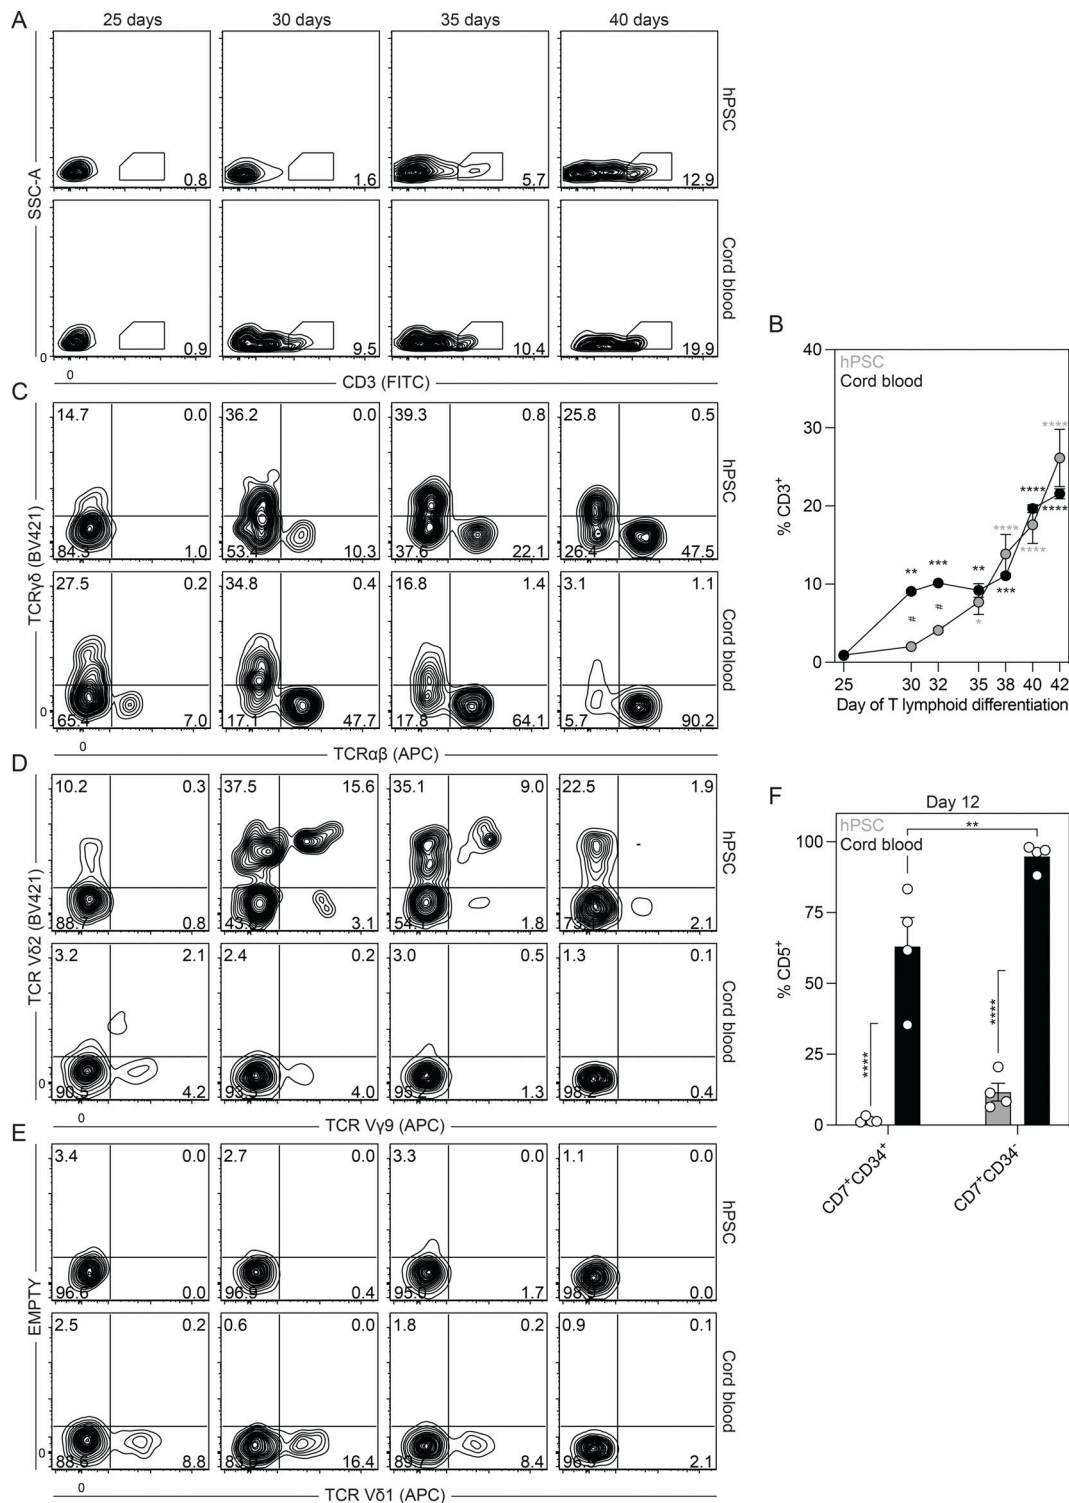 A
25 days 30 days 35 days 40 days
hPSC
0.8 1.6 5.7 12.9
SSC-A
Cord blood
0.9 9.5 10.4 19.9
0
0
CD3 (FITC)
B
hPSC
Cord blood
% CD3+
40
30
20
10
0
** *** ** **** **** ****
# # * *** **** ****
25 30 32 35 38 40 42
Day of T lymphoid differentiation
C
14.7 0.0 36.2 0.0 39.3 0.8 25.8 0.5
hPSC
84.3 1.0 53.4 10.3 37.6 22.1 26.4 47.5
TCRγδ (BV421)
27.5 0.2 34.8 0.4 16.8 1.4 3.1 1.1
Cord blood
65.4 7.0 17.1 47.7 17.8 64.1 5.7 90.2
0
0
TCRαβ (APC)
D
10.2 0.3 37.5 15.6 35.1 9.0 22.5 1.9
hPSC
88.7 0.8 3.1 1.8 2.1
TCR Vδ2 (BV421)
3.2 2.1 2.4 0.2 3.0 0.5 1.3 0.1
Cord blood
90.5 4.2 4.0 1.3 98.2 0.4
0
0
TCR Vγ9 (APC)
E
3.4 0.0 2.7 0.0 3.3 0.0 1.1 0.0
hPSC
96.6 0.0 96.9 0.4 95.0 1.7 98.9 0.0
EMPTY
2.5 0.2 0.6 0.0 1.8 0.2 0.9 0.1
Cord blood
88.6 8.8 16.4 8.4 2.1
0
0
TCR Vδ1 (APC)
F
Day 12
hPSC
Cord blood
**
**** ****
% CD5+
100
75
50
25
0
CD7+CD34+
CD7+CD34-